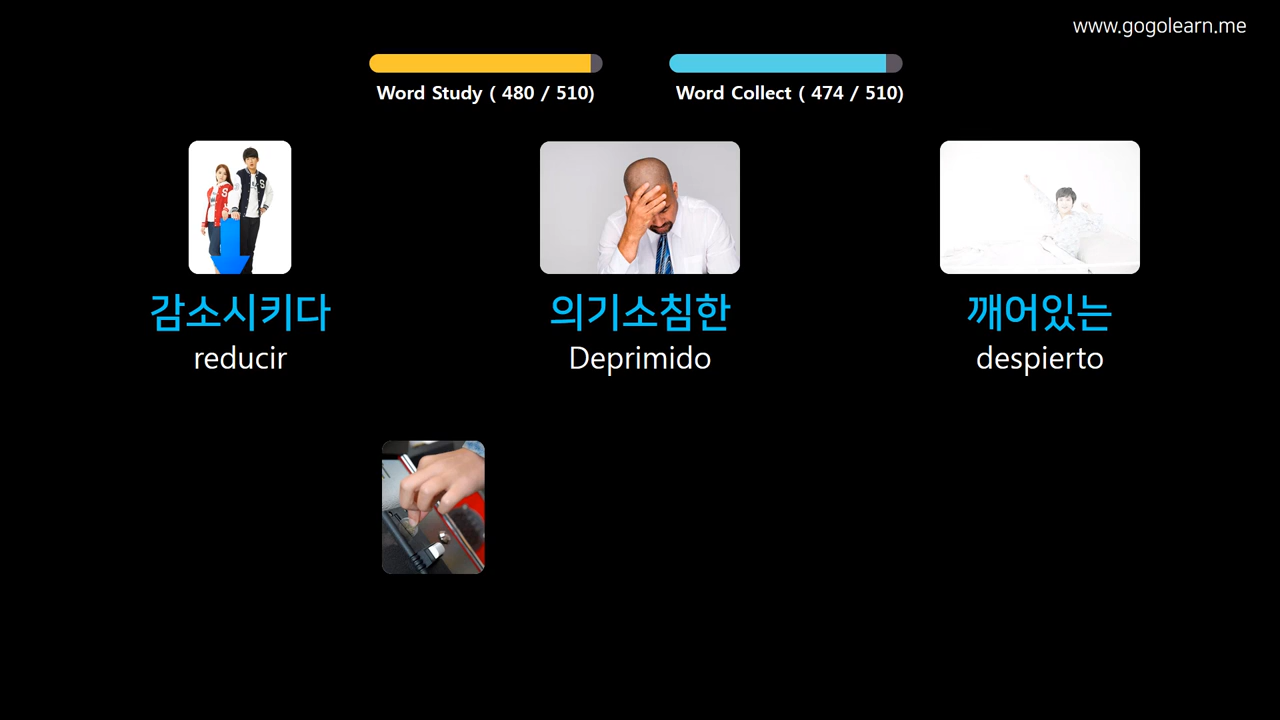 www.gogolearn.me
Word Study ( 480 / 510)
Word Collect ( 474 / 510)
감소시키다
reducir
의기소침한
Deprimido
깨어있는
despierto